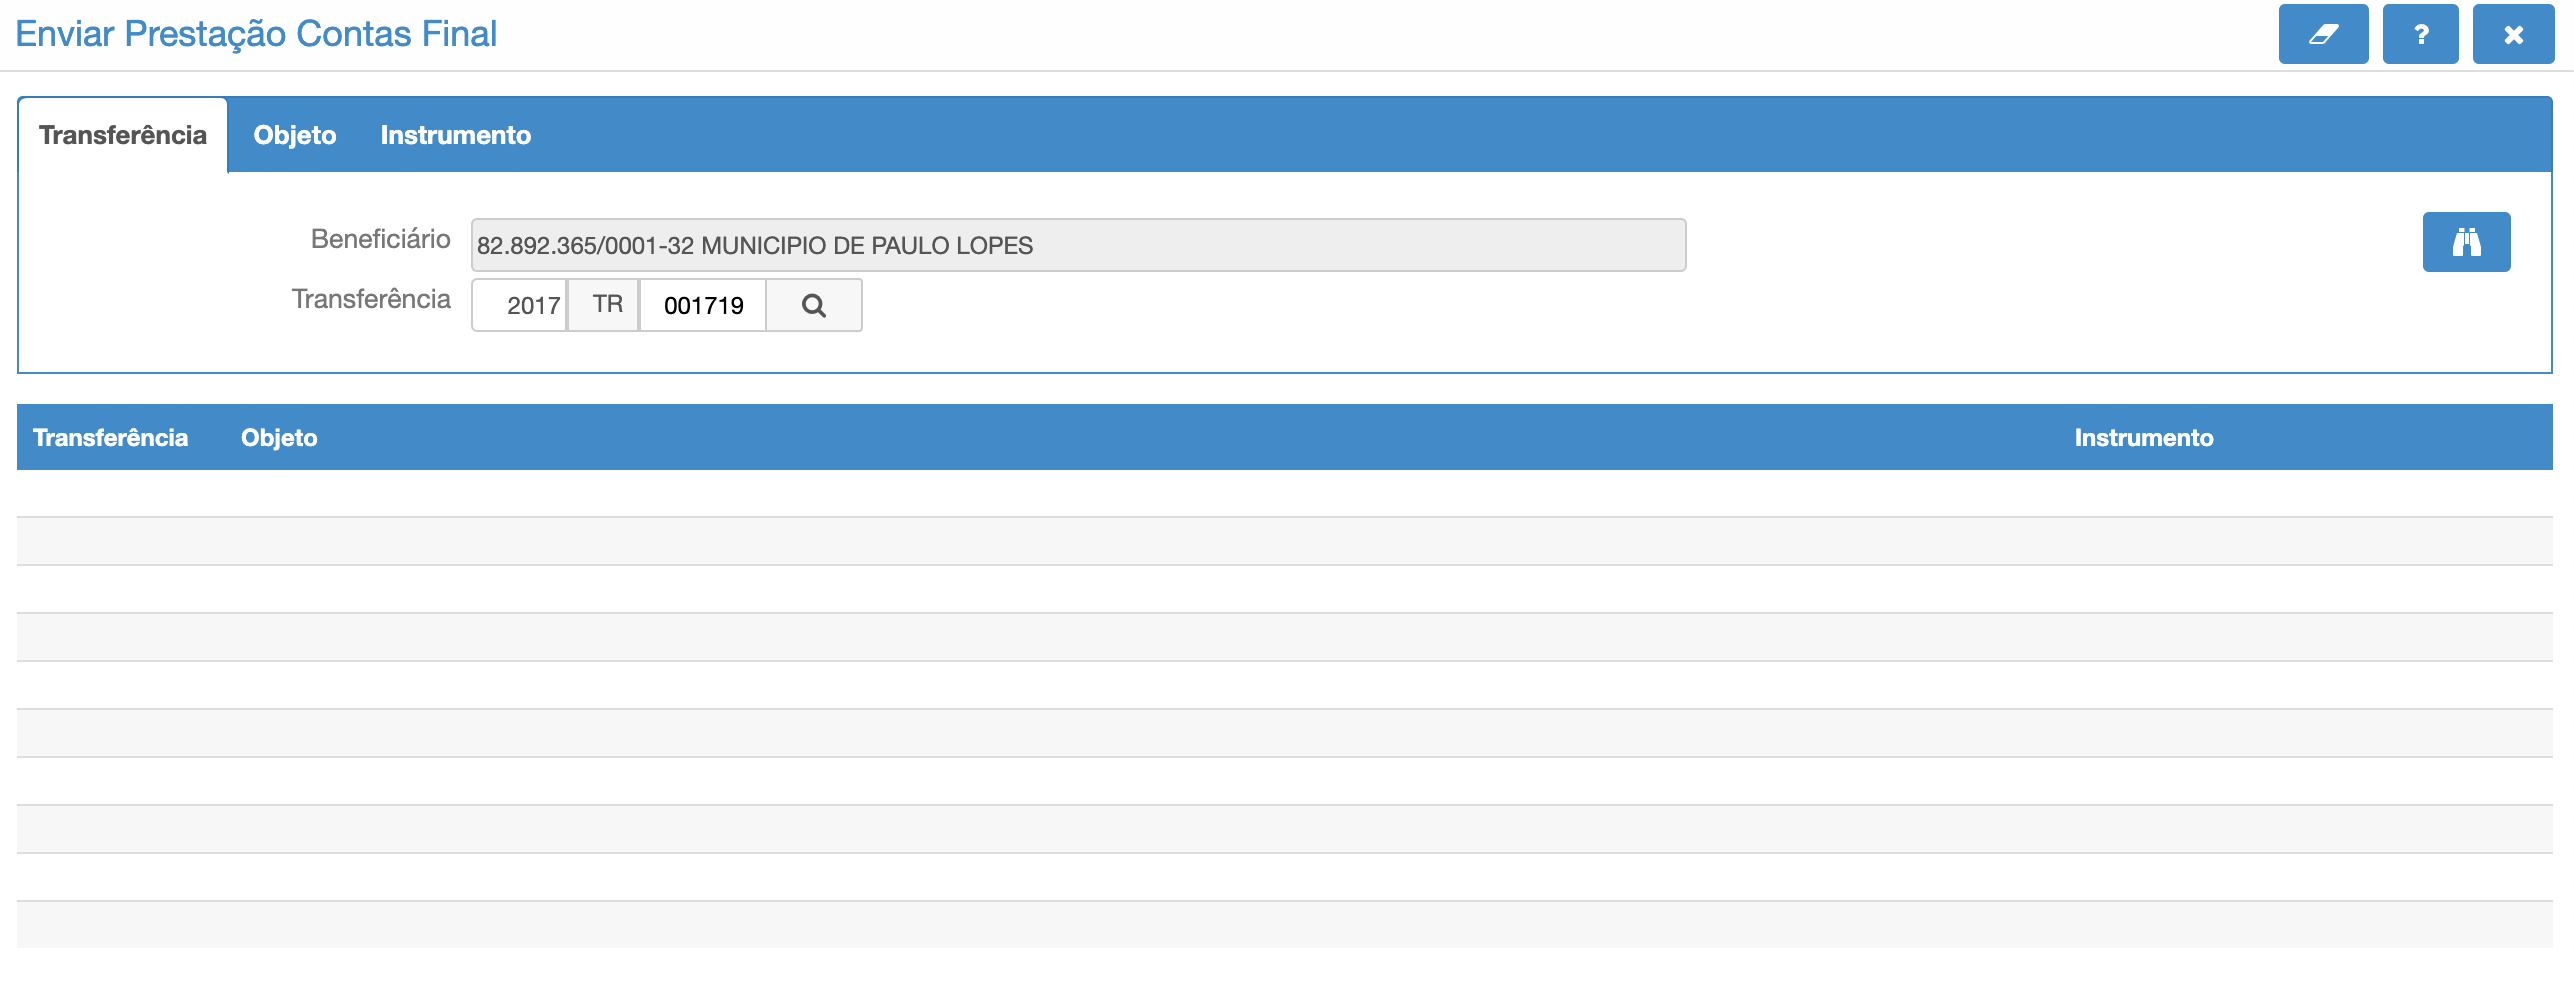 Enviar Prestação Contas Final
?
Transferência Objeto Instrumento
Beneficiário 82.892.365/0001-32 MUNICIPIO DE PAULO LOPES
Transferência 2017 TR 001719
Transferência Objeto Instrumento